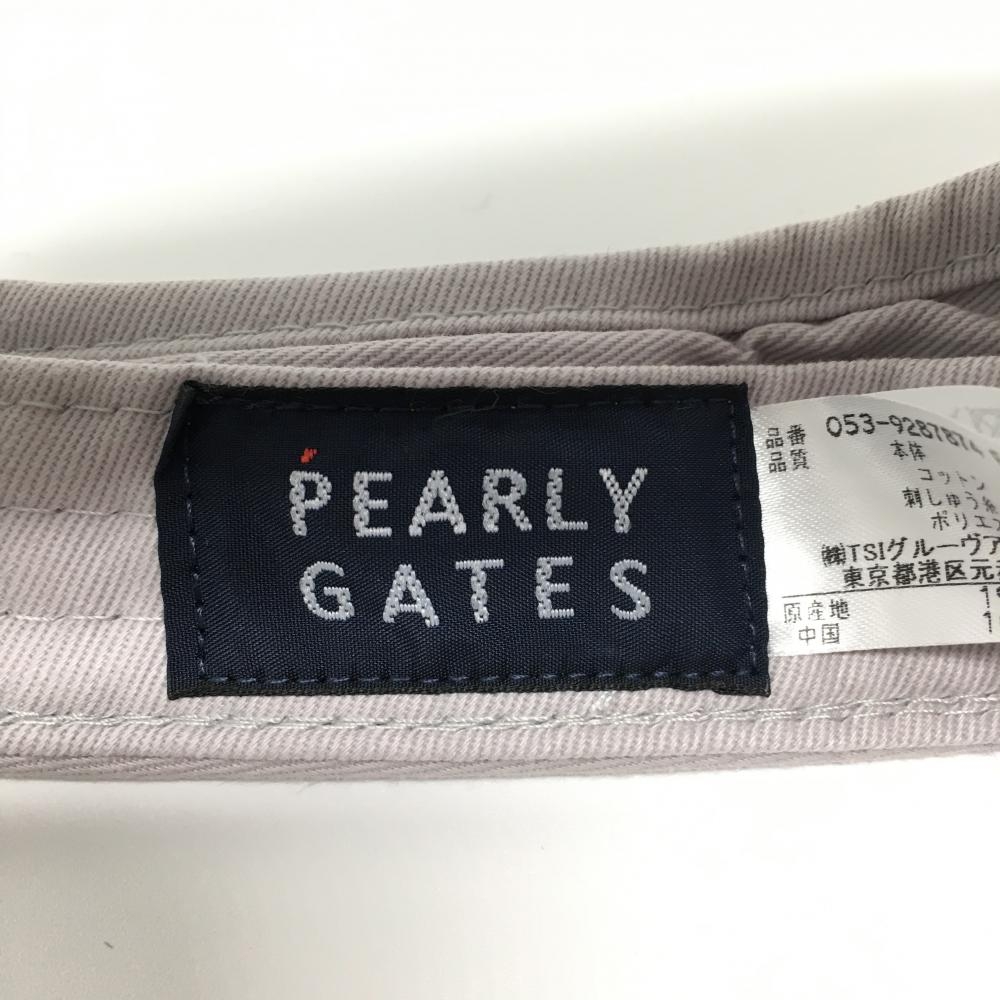 PEARLY
GATES
品番 053-9287874
品質 本体
コットン
刺しゅう糸
ポリエス
㈱TSIグルーヴア
東京都港区元
原産地
中国